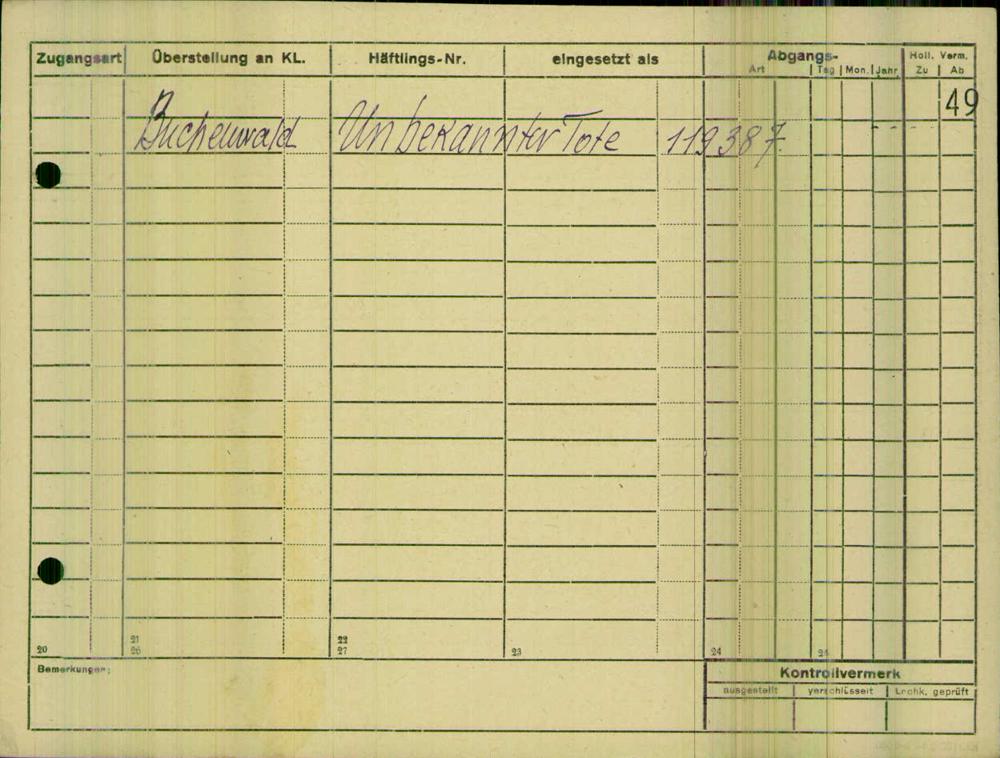 Zugangsart Überstellung an KL. Häftlings-Nr. eingesetzt als Abgangs- Holl. Verm.
Art Tag Mon. Jahr Zu Ab
49
Buchenwald Unbekannter Tote 119387
21 22
20 26 27 23 24 25
Bemerkungen:
Kontrollvermerk
ausgestellt verschlüsselt Lochk. geprüft